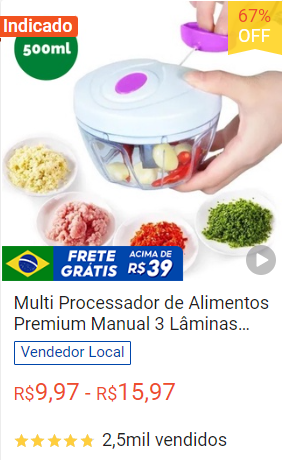 67%
OFF
Indicado
500ml
FRETE
GRÁTIS
ACIMA DE
R$39
Multi Processador de Alimentos
Premium Manual 3 Lâminas...
Vendedor Local
R$9,97 - R$15,97
2,5mil vendidos